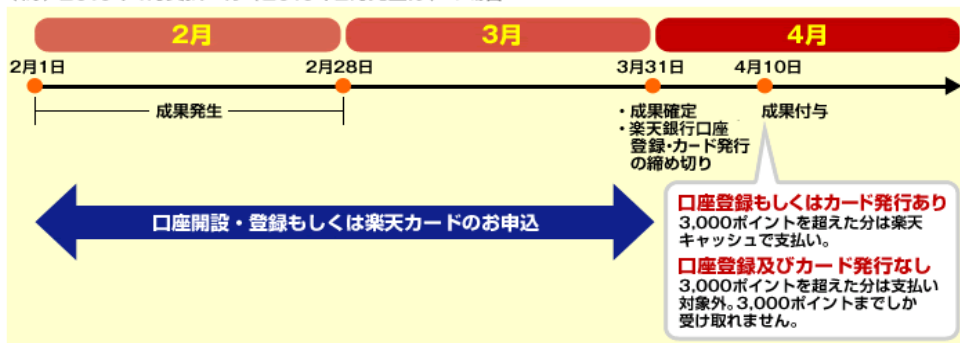 2月
3月
4月
2月1日
2月28日
3月31日
4月10日
成果発生
・成果確定
・楽天銀行口座
登録・カード発行
の締め切り
成果付与
口座開設・登録もしくは楽天カードのお申込
口座登録もしくはカード発行あり
3,000ポイントを超えた分は楽天
キャッシュで支払い。
口座登録及びカード発行なし
3,000ポイントを超えた分は支払い
対象外。3,000ポイントまでしか
受け取れません。